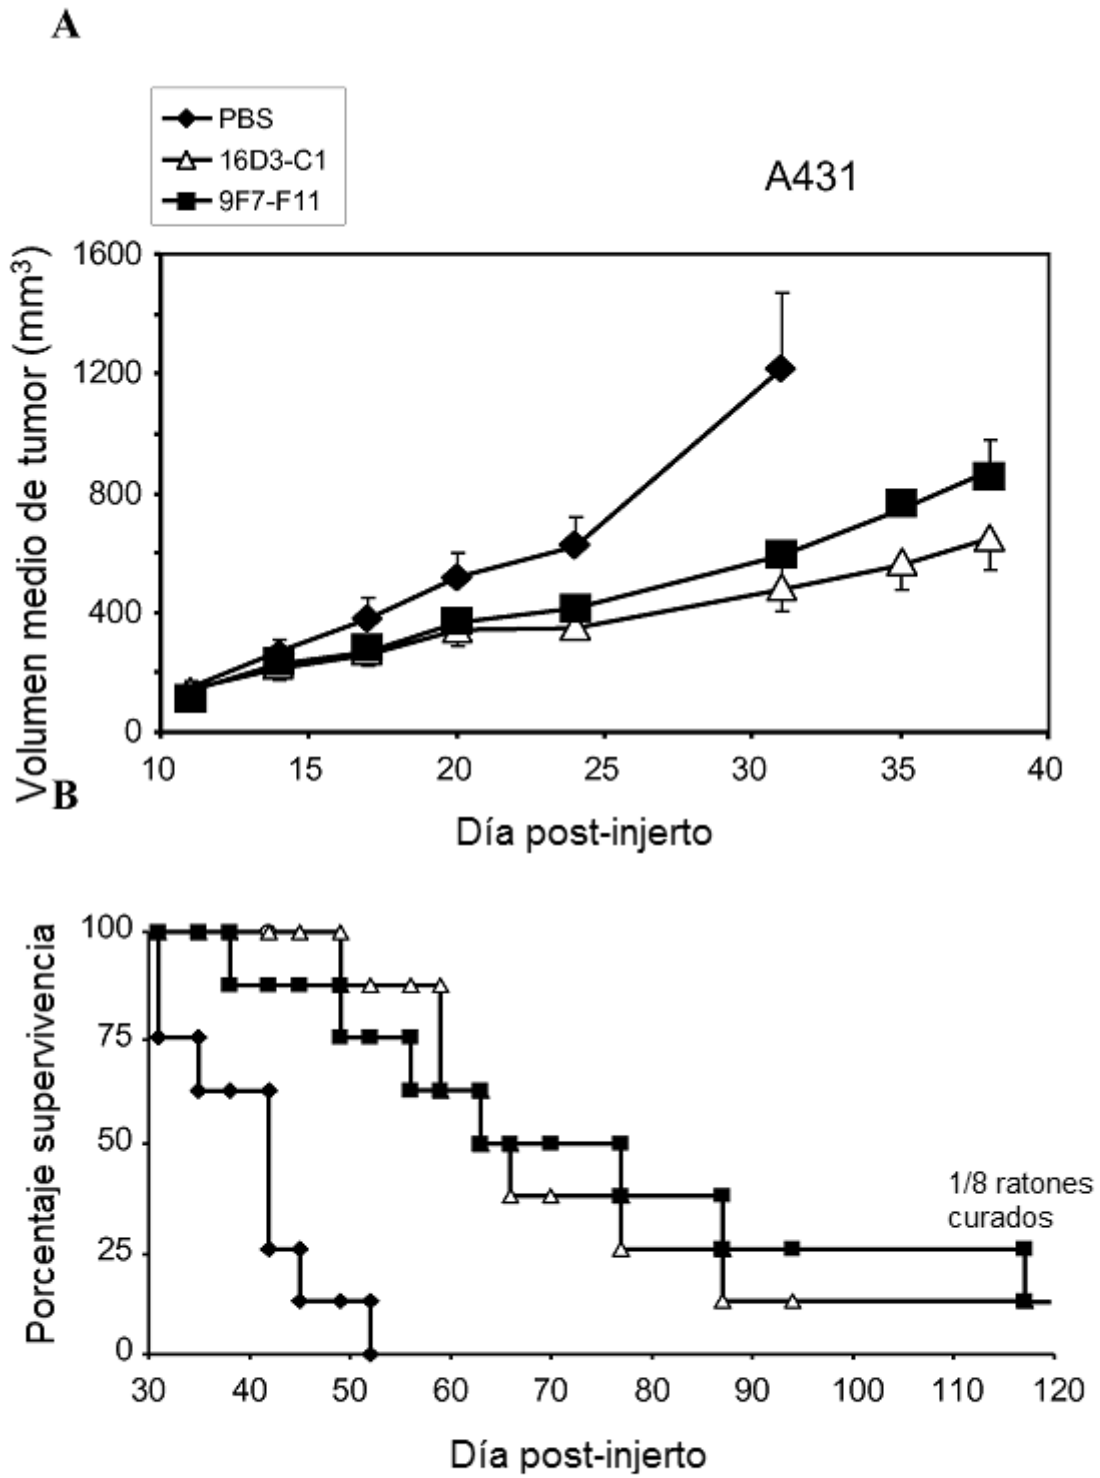 A
PBS
16D3-C1
9F7-F11
A431
Volumen medio de tumor (mm³)
1600
1200
800
400
0
10 15 20 25 30 35 40
Día post-injerto
B
Porcentaje supervivencia
100
75
50
25
0
1/8 ratones
curados
30 40 50 60 70 80 90 100 110 120
Día post-injerto